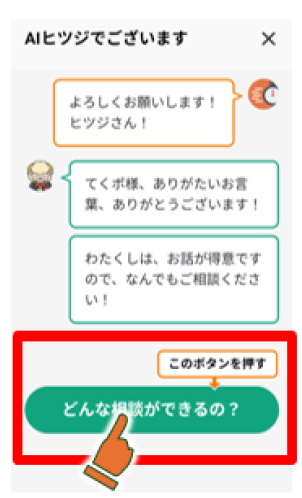 AIヒツジでございます ×
よろしくお願いします！
ヒツジさん！
てくポ様、ありがたいお言
葉、ありがとうございます！
わたくしは、お話が得意です
ので、なんでもご相談くださ
い！
このボタンを押す
どんな相談ができるの？